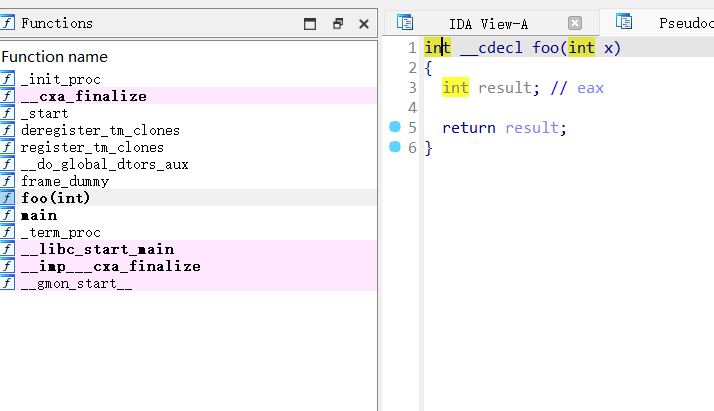 Functions
Function name
_init_proc
__cxa_finalize
_start
deregister_tm_clones
register_tm_clones
__do_global_dtors_aux
frame_dummy
foo(int)
main
_term_proc
__libc_start_main
__imp___cxa_finalize
__gmon_start__
IDA View-A
Pseudoc
1 int __cdecl foo(int x)
2 {
3 int result; // eax
4
5 return result;
6 }